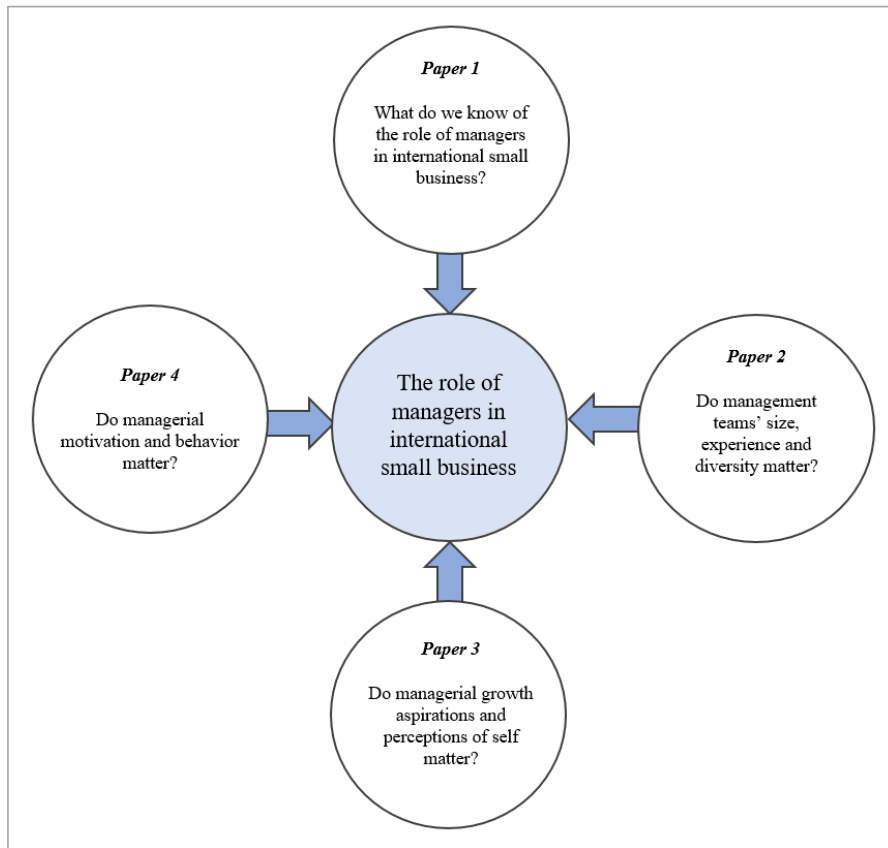 Paper 1
What do we know of
the role of managers
in international small
business?
Paper 4
Do managerial
motivation and behavior
matter?
The role of
managers in
international
small business
Paper 2
Do management
teams’ size,
experience and
diversity matter?
Paper 3
Do managerial growth
aspirations and
perceptions of self
matter?